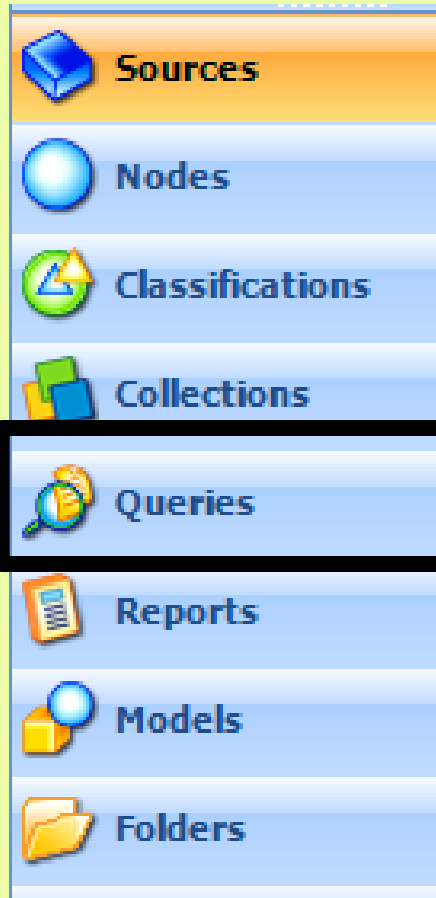 Sources
Nodes
Classifications
Collections
Queries
Reports
Models
Folders